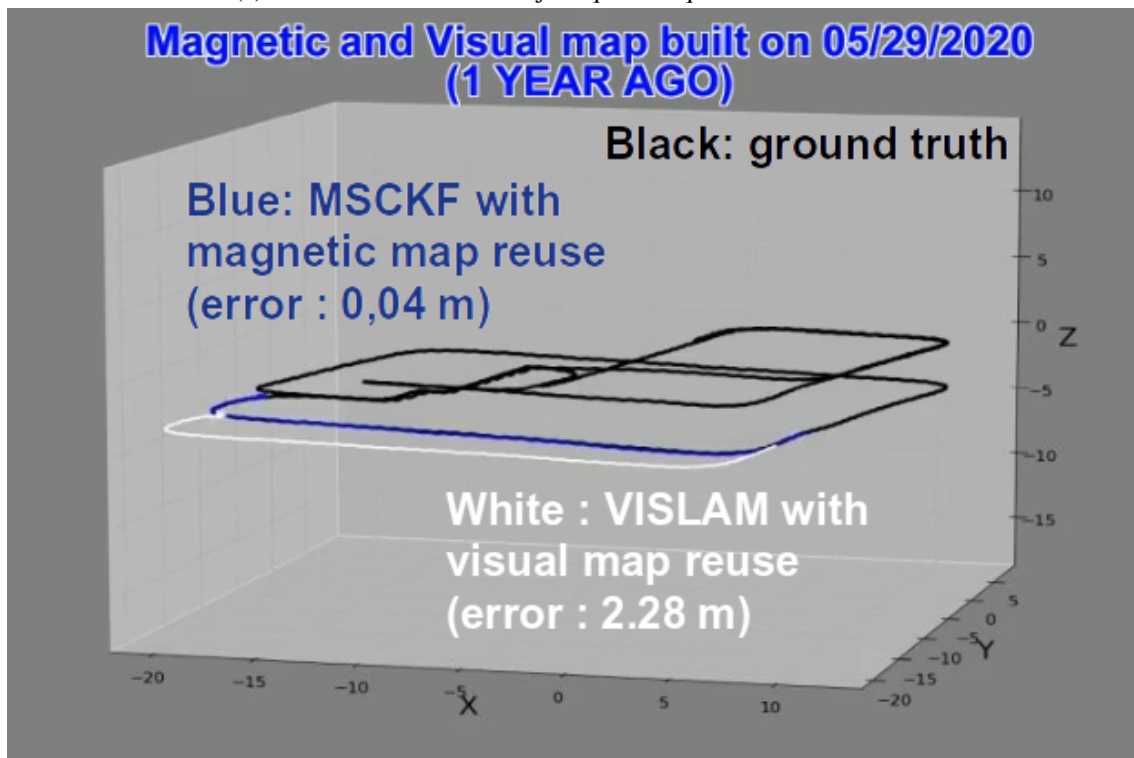 Magnetic and Visual map built on 05/29/2020
(1 YEAR AGO)
Black: ground truth
Blue: MSCKF with
magnetic map reuse
(error : 0,04 m)
10
5
0
Z
−5
−10
−15
White : VISLAM with
visual map reuse
(error : 2.28 m)
5
0
−5
Y
−10
−15
−20
−20
−15
−10
−5
X
0
5
10